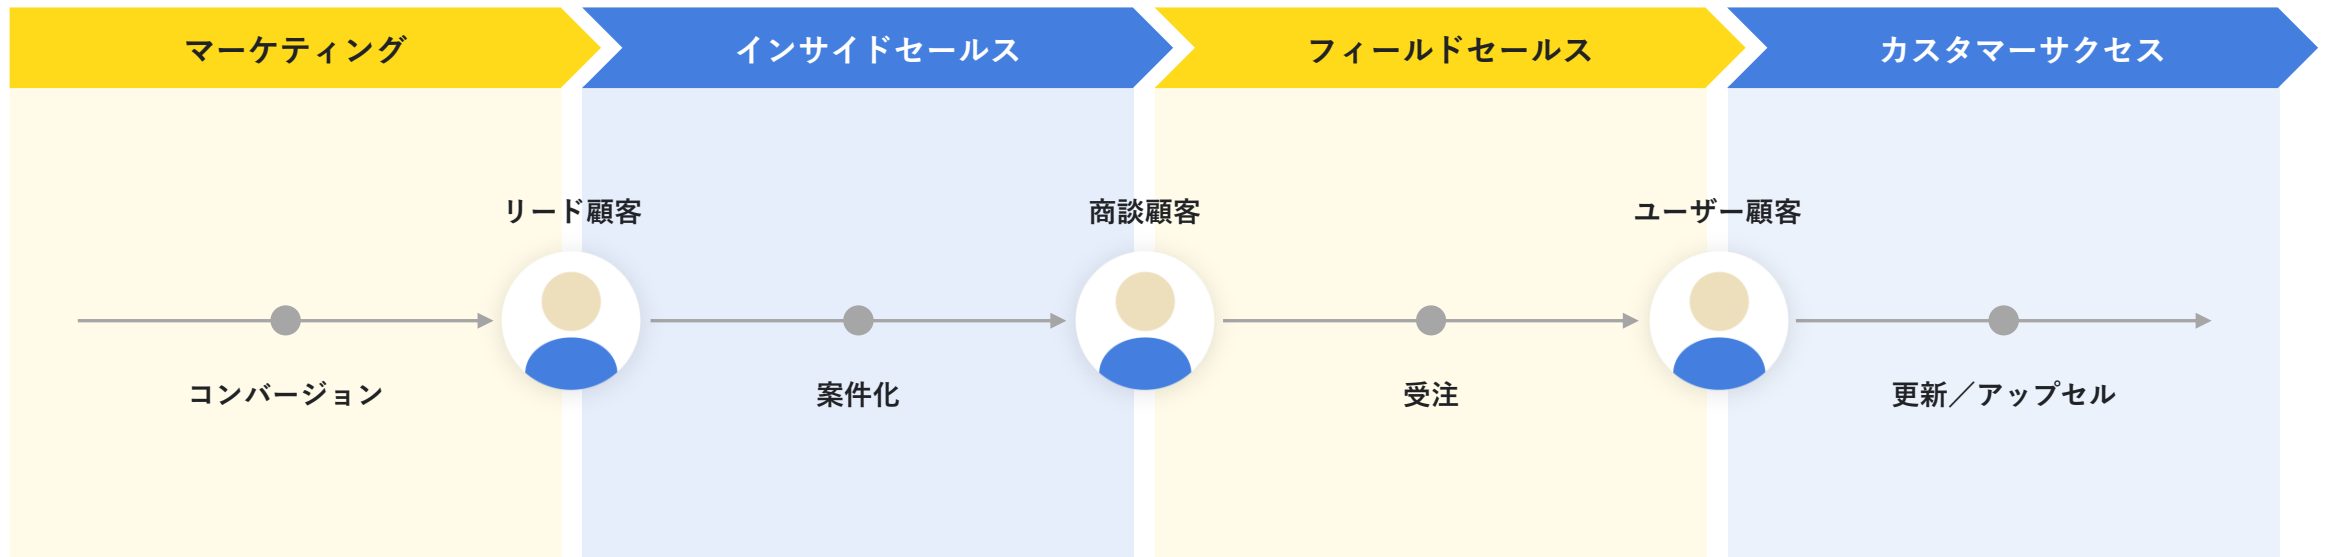 マーケティング
インサイドセールス
フィールドセールス
カスタマーサクセス
リード顧客
商談顧客
ユーザー顧客
コンバージョン
案件化
受注
更新／アップセル